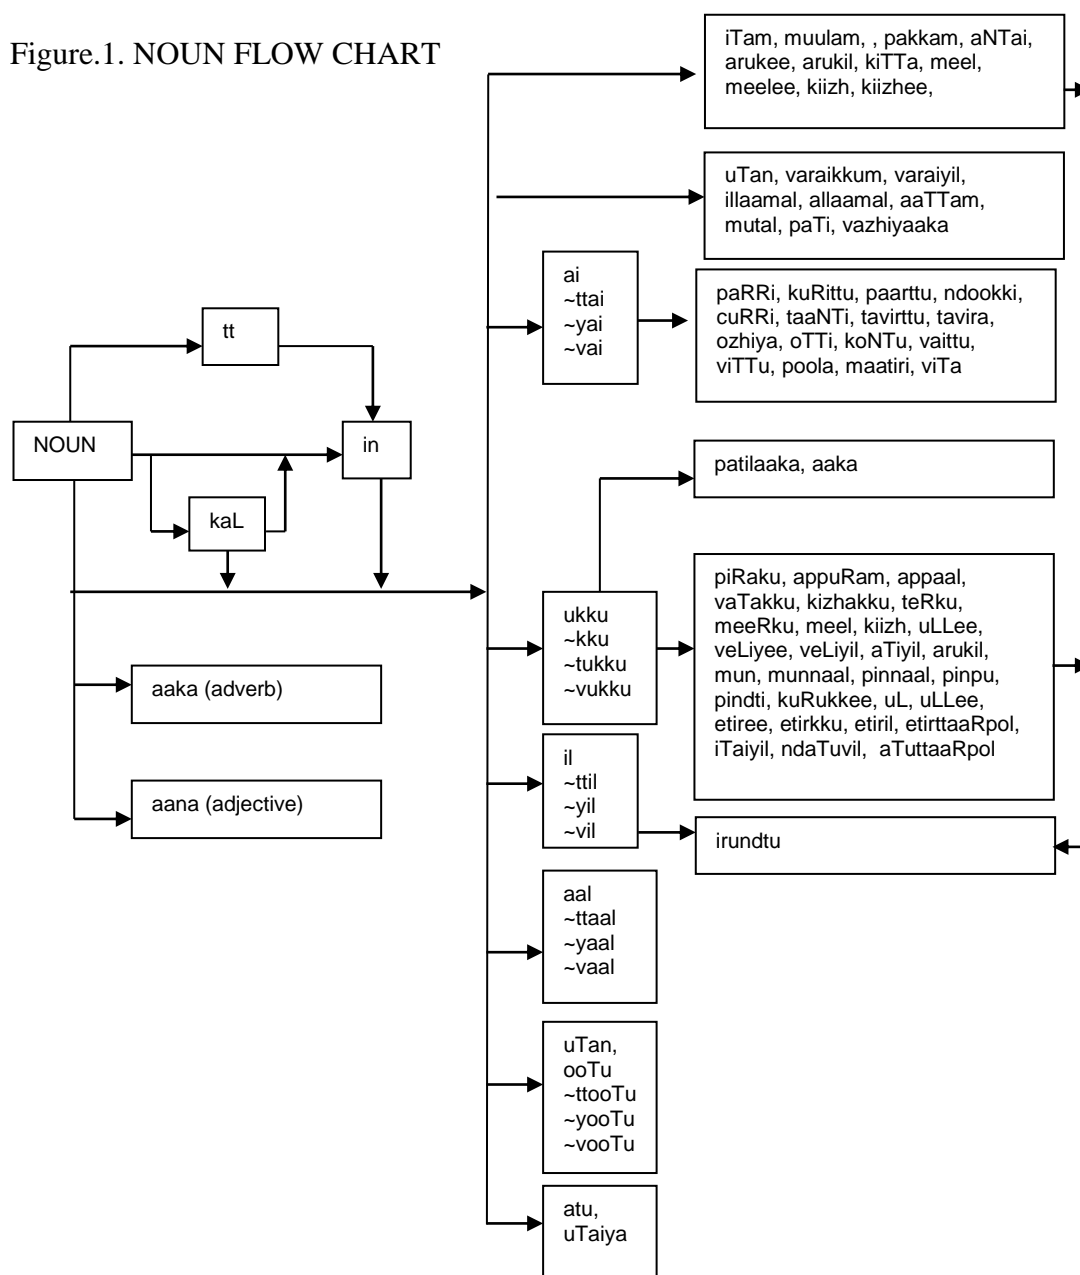 Figure.1. NOUN FLOW CHART
iTam, muulam, , pakkam, aNTai,
arukee, arukil, kiTTa, meel,
meelee, kiizh, kiizhee,
uTan, varaikkum, varaiyil,
illaamal, allaamal, aaTTam,
mutal, paTi, vazhiyaaka
ai
~ttai
~yai
~vai
paRRi, kuRittu, paarttu, ndookki,
cuRRi, taaNTi, tavirttu, tavira,
ozhiya, oTTi, koNTu, vaittu,
viTTu, poola, maatiri, viTa
tt
NOUN
in
kaL
patilaaka, aaka
ukku
~kku
~tukku
~vukku
piRaku, appuRam, appaal,
vaTakku, kizhakku, teRku,
meeRku, meel, kiizh, uLLee,
veLiyee, veLiyil, aTiyil, arukil,
mun, munnaal, pinnaal, pinpu,
pindti, kuRukkee, uL, uLLee,
etiree, etirkku, etiril, etirttaaRpol,
iTaiyil, ndaTuvil, aTuttaaRpol
aaka (adverb)
aana (adjective)
il
~ttil
~yil
~vil
irundtu
aal
~ttaal
~yaal
~vaal
uTan,
ooTu
~ttooTu
~yooTu
~vooTu
atu,
uTaiya